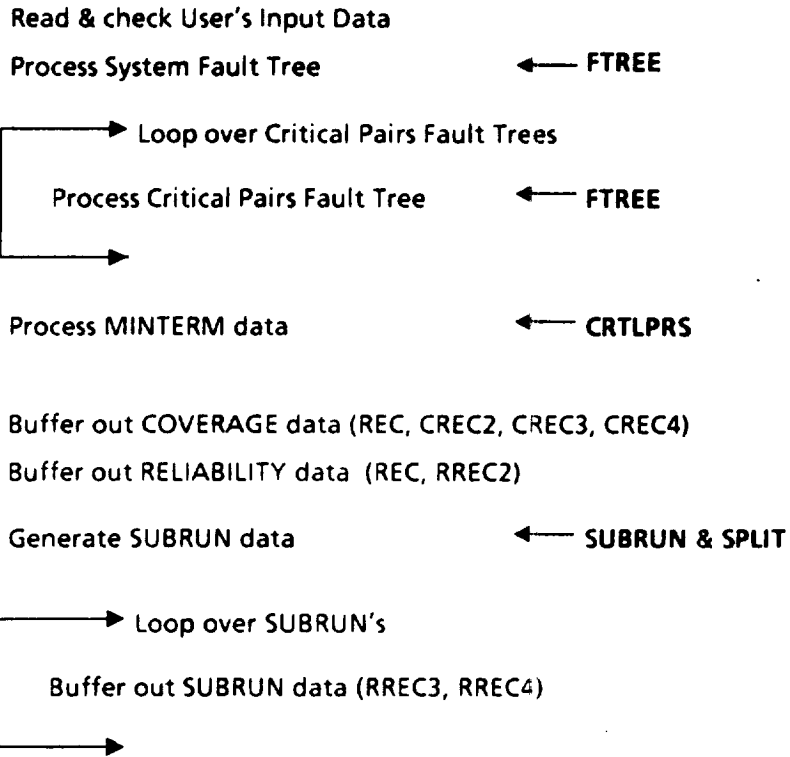 Read & check User's Input Data
Process System Fault Tree FTREE
Loop over Critical Pairs Fault Trees
Process Critical Pairs Fault Tree FTREE
Process MINTERM data CRTLPRS
Buffer out COVERAGE data (REC, CREC2, CREC3, CREC4)
Buffer out RELIABILITY data (REC, RREC2)
Generate SUBRUN data SUBRUN & SPLIT
Loop over SUBRUN's
Buffer out SUBRUN data (RREC3, RREC4)